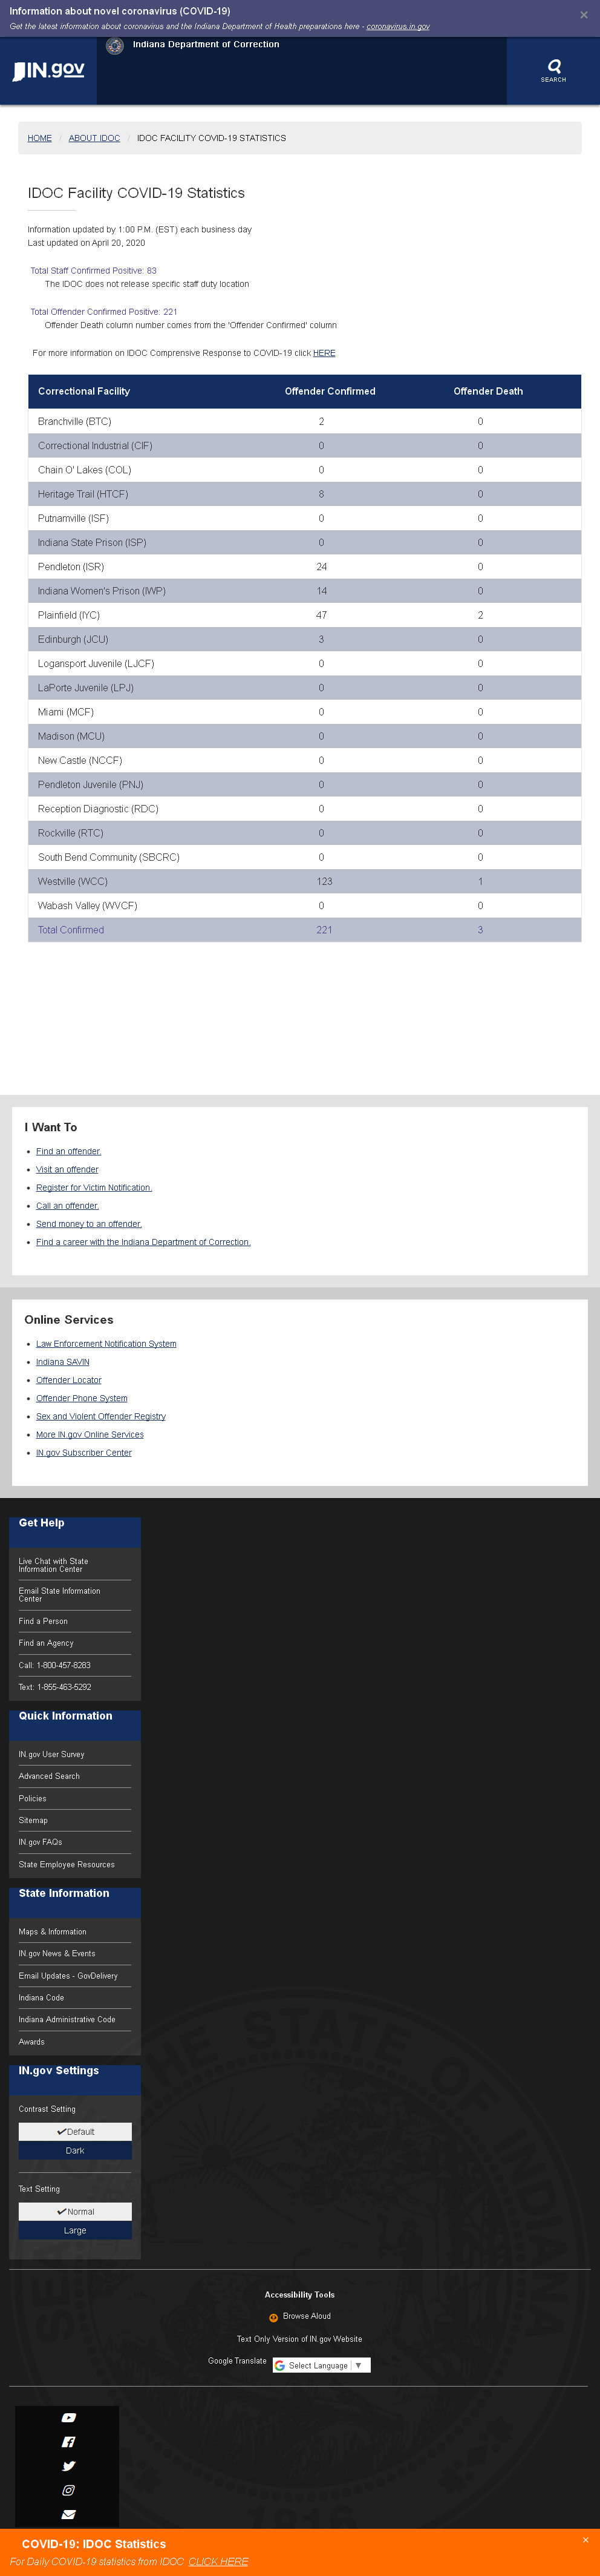 Information about novel coronavirus (COVID-19)
×
Get the latest information about coronavirus and the Indiana Department of Health preparations here - coronavirus.in.gov
Indiana Department of Correction
IN.gov
SEARCH
HOME / ABOUT IDOC / IDOC FACILITY COVID-19 STATISTICS
IDOC Facility COVID-19 Statistics
Information updated by 1:00 P.M. (EST) each business day
Last updated on April 20, 2020
Total Staff Confirmed Positive: 83
The IDOC does not release specific staff duty location
Total Offender Confirmed Positive: 221
Offender Death column number comes from the 'Offender Confirmed' column
For more information on IDOC Comprensive Response to COVID-19 click HERE
Correctional Facility Offender Confirmed Offender Death
Branchville (BTC) 2 0
Correctional Industrial (CIF) 0 0
Chain O' Lakes (COL) 0 0
Heritage Trail (HTCF) 8 0
Putnamville (ISF) 0 0
Indiana State Prison (ISP) 0 0
Pendleton (ISR) 24 0
Indiana Women's Prison (IWP) 14 0
Plainfield (IYC) 47 2
Edinburgh (JCU) 3 0
Logansport Juvenile (LJCF) 0 0
LaPorte Juvenile (LPJ) 0 0
Miami (MCF) 0 0
Madison (MCU) 0 0
New Castle (NCCF) 0 0
Pendleton Juvenile (PNJ) 0 0
Reception Diagnostic (RDC) 0 0
Rockville (RTC) 0 0
South Bend Community (SBCRC) 0 0
Westville (WCC) 123 1
Wabash Valley (WVCF) 0 0
Total Confirmed 221 3
I Want To
Find an offender.
Visit an offender
Register for Victim Notification.
Call an offender.
Send money to an offender.
Find a career with the Indiana Department of Correction.
Online Services
Law Enforcement Notification System
Indiana SAVIN
Offender Locator
Offender Phone System
Sex and Violent Offender Registry
More IN.gov Online Services
IN.gov Subscriber Center
Get Help
Live Chat with State
Information Center
Email State Information
Center
Find a Person
Find an Agency
Call: 1-800-457-8283
Text: 1-855-463-5292
Quick Information
IN.gov User Survey
Advanced Search
Policies
Sitemap
IN.gov FAQs
State Employee Resources
State Information
Maps & Information
IN.gov News & Events
Email Updates - GovDelivery
Indiana Code
Indiana Administrative Code
Awards
IN.gov Settings
Contrast Setting
✔Default
Dark
Text Setting
✔Normal
Large
THE STATE OF
Accessibility Tools
Browse Aloud
Text Only Version of IN.gov Website
Google Translate Select Language ▼
1816
COVID-19: IDOC Statistics
×
For Daily COVID-19 statistics from IDOC CLICK HERE